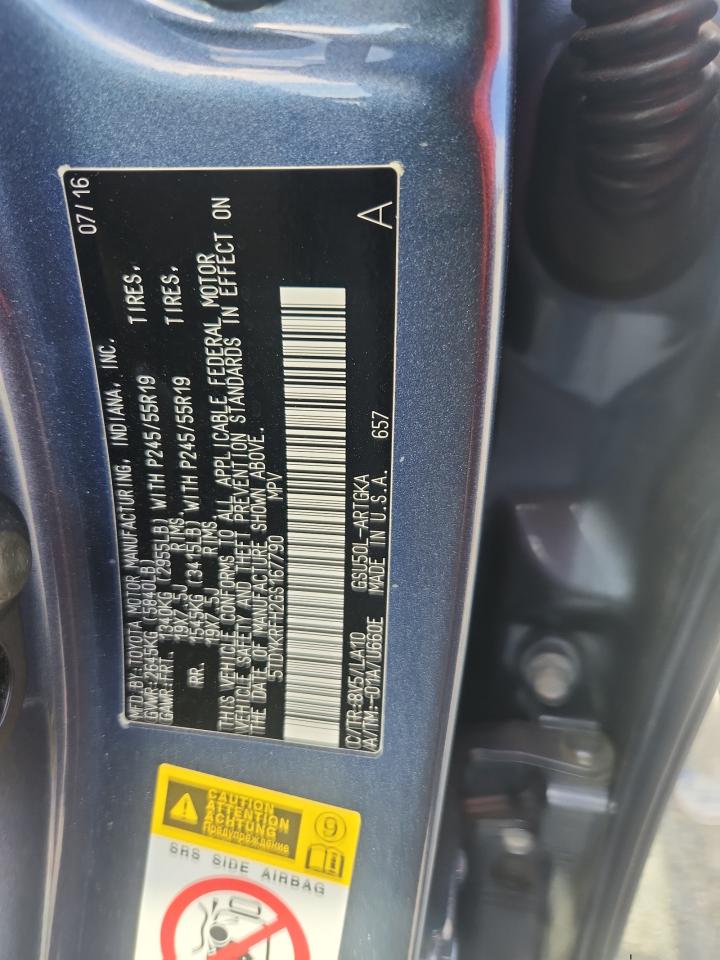 MFD.BY: TOYOTA MOTOR MANUFACTURING, INDIANA, INC. 07/16
GVWR: 2645KG (5840LB)
GAWR: FRT 1340KG (2955LB) WITH P245/55R19 TIRES,
19X7.5J RIMS,
RR. 1545KG (3415LB) WITH P245/55R19 TIRES,
19X7.5J RIMS,
THIS VEHICLE CONFORMS TO ALL APPLICABLE FEDERAL MOTOR
VEHICLE SAFETY AND THEFT PREVENTION STANDARDS IN EFFECT ON
THE DATE OF MANUFACTURE SHOWN ABOVE.
5TDYKRFH2GS167790 MPV
C/TR: 8V5/LA10 GSU50L-ARTGKA 657 A
A/TM: -01A/U660E MADE IN U.S.A.
CAUTION
ATTENTION
ACHTUNG
Предупреждение
9
i
SRS SIDE AIRBAG